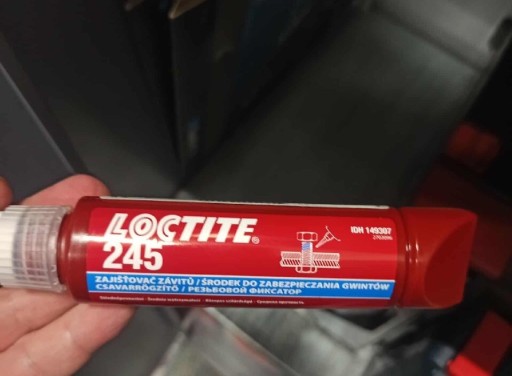 LOCTITE®
245
IDH 149307
ZAJIŠŤOVAČ ZÁVITŮ / ŚRODEK DO ZABEZPIECZANIA GWINTÓW
CSAVARRÖGZÍTŐ / РЕЗЬБОВОЙ ФИКСАТОР